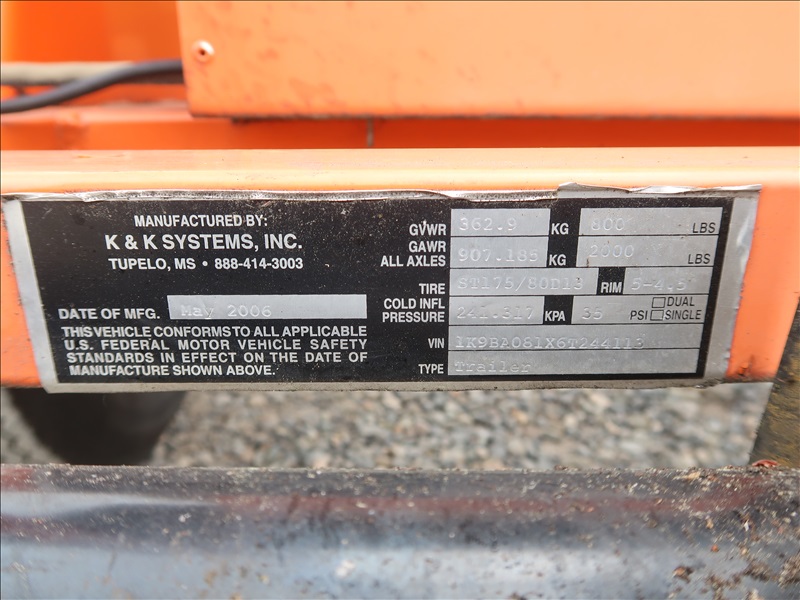 MANUFACTURED BY:
K & K SYSTEMS, INC.
TUPELO, MS • 888-414-3003
DATE OF MFG. May 2006
THIS VEHICLE CONFORMS TO ALL APPLICABLE
U.S. FEDERAL MOTOR VEHICLE SAFETY
STANDARDS IN EFFECT ON THE DATE OF
MANUFACTURE SHOWN ABOVE.
GVWR 362.9 KG 800 LBS
GAWR
ALL AXLES 907.185 KG 2000 LBS
TIRE ST175/80D13 RIM 5-4.5
COLD INFL
PRESSURE 241.317 KPA 35 PSI DUAL SINGLE
VIN 1K9BA081X6T244113
TYPE Trailer